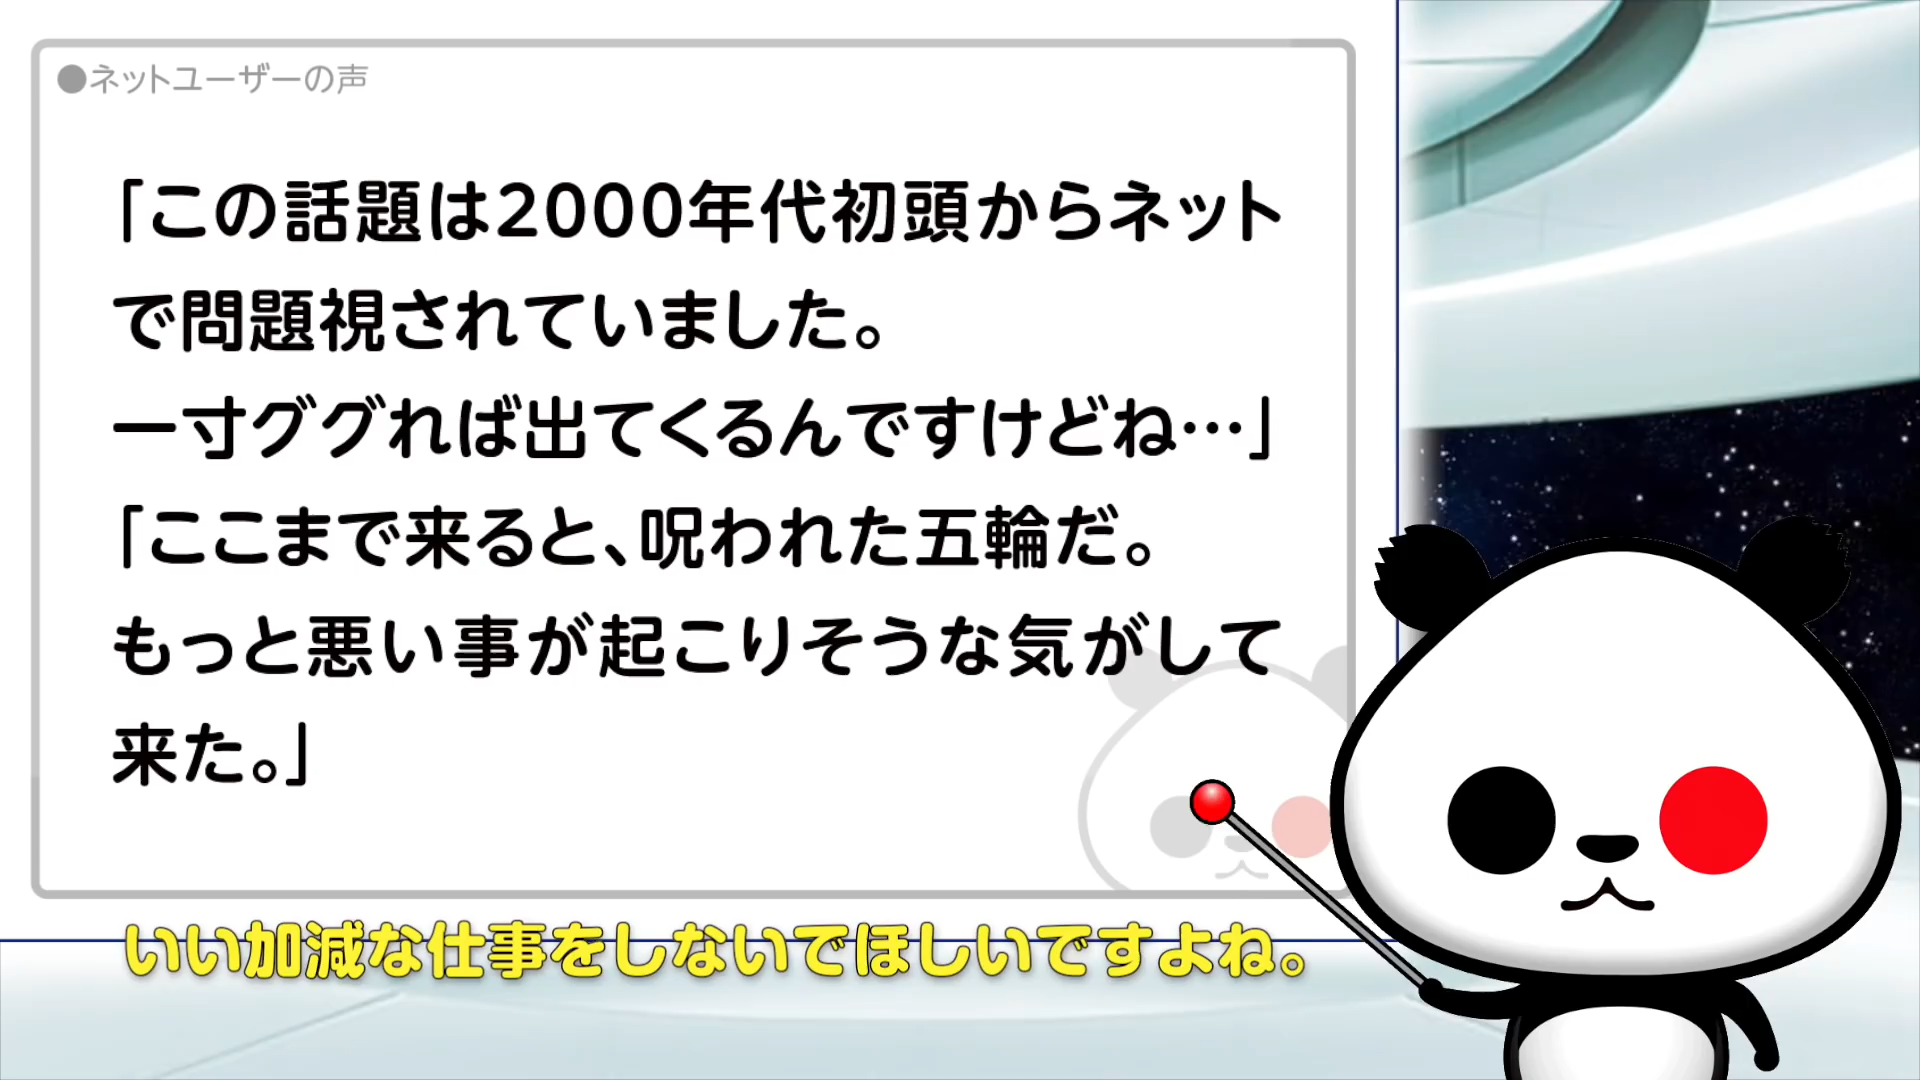 ●ネットユーザーの声
「この話題は2000年代初頭からネット
で問題視されていました。
一寸ググれば出てくるんですけどね…」
「ここまで来ると、呪われた五輪だ。
もっと悪い事が起こりそうな気がして
来た。」
いい加減な仕事をしないでほしいですよね。